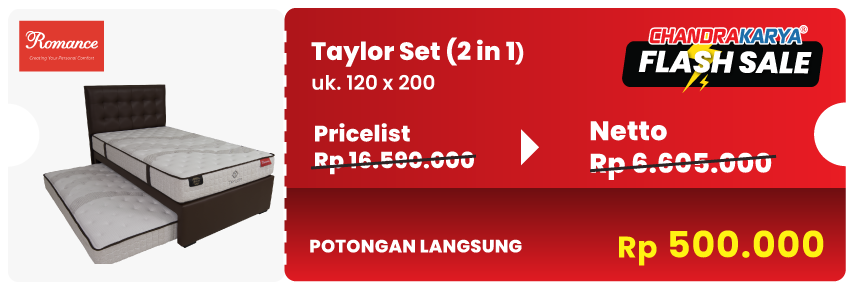 Romance
Creating Your Personal Comfort
Taylor Set (2 in 1)
uk. 120 x 200
CHANDRAKARYA®
FLASH SALE
Pricelist
Rp 16.590.000
Netto
Rp 6.605.000
POTONGAN LANGSUNG
Rp 500.000